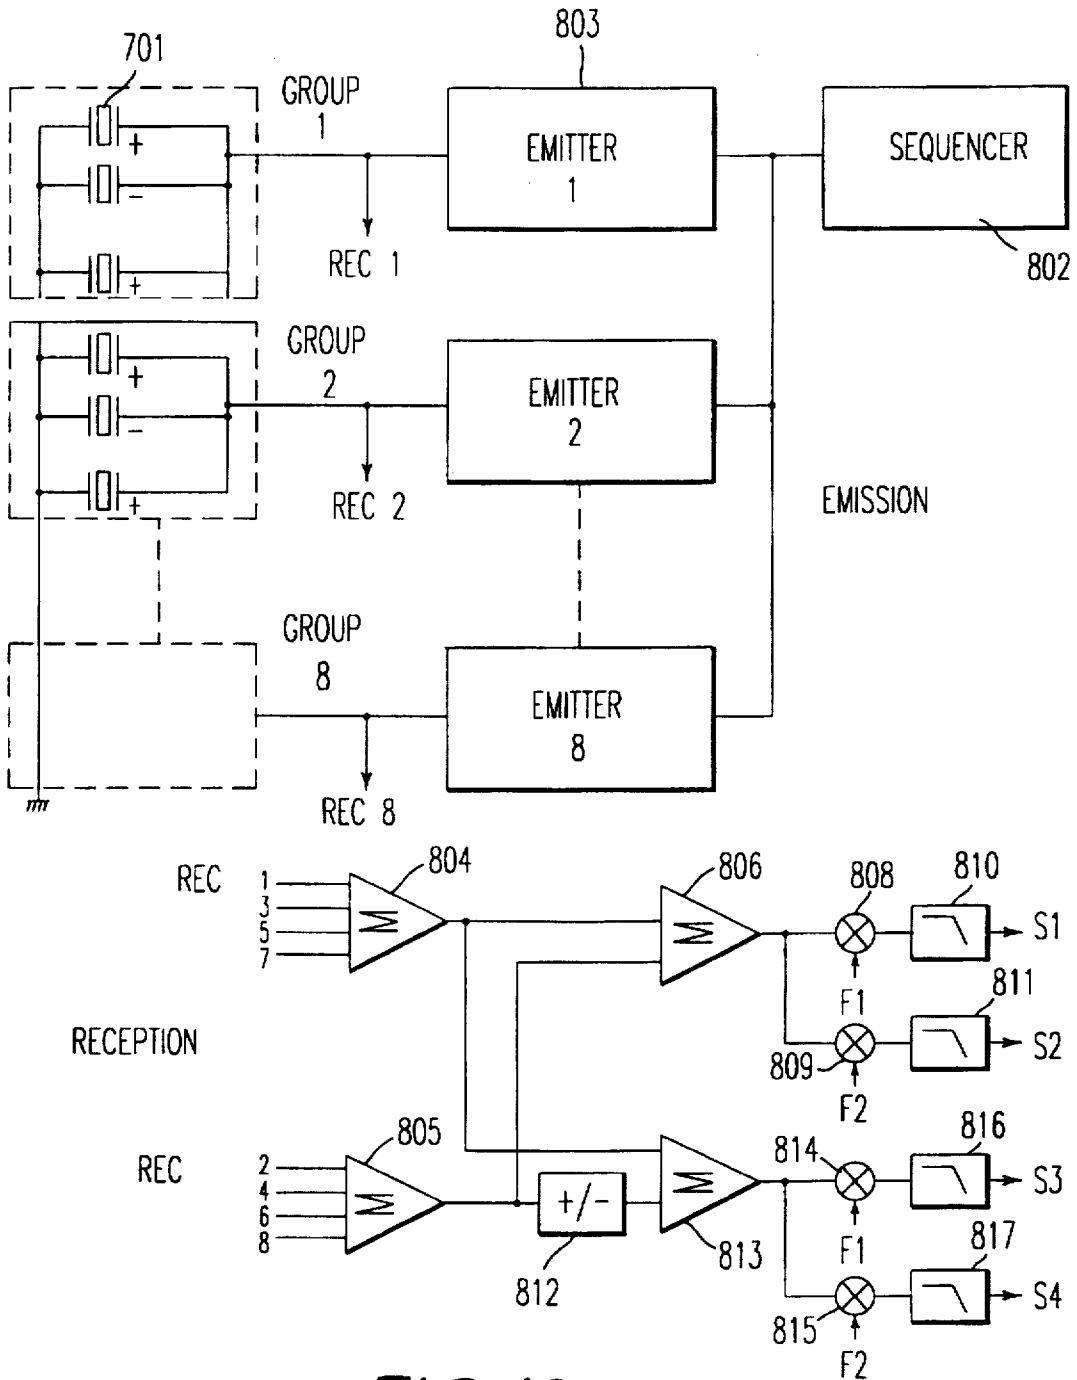 803
701
GROUP
1
EMITTER
1
SEQUENCER
+
-
REC 1
802
+
GROUP
2
EMITTER
2
+
-
REC 2
+
EMISSION
GROUP
8
EMITTER
8
REC 8
REC
1
3
5
7
804
806
808
810
S1
F1
811
RECEPTION
809
S2
F2
805
REC
2
4
6
8
+/-
812
813
814
816
S3
F1
817
815
S4
F2